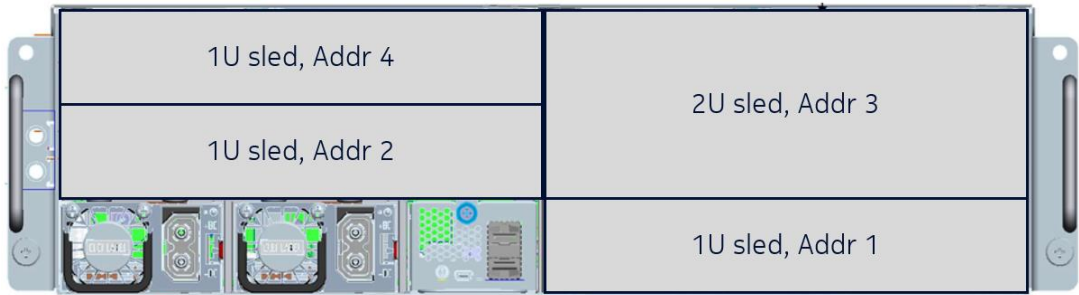 1U sled, Addr 4
2U sled, Addr 3
1U sled, Addr 2
1U sled, Addr 1